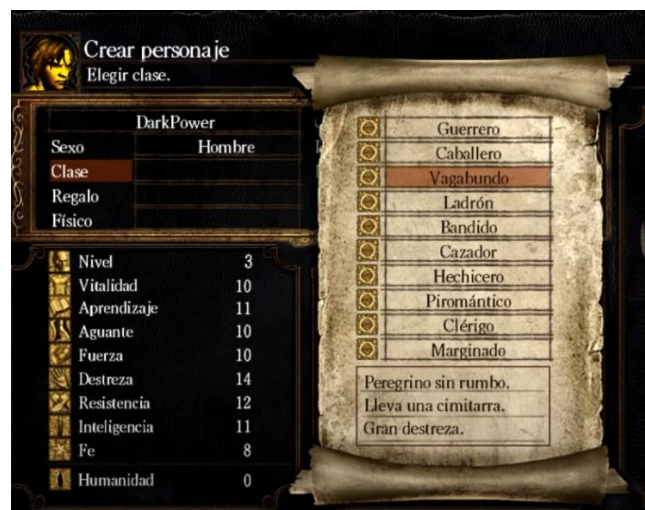 Crear personaje
Elegir clase.
DarkPower
Sexo Hombre
Clase
Regalo
Físico
Nivel 3
Vitalidad 10
Aprendizaje 11
Aguante 10
Fuerza 10
Destreza 14
Resistencia 12
Inteligencia 11
Fe 8
Humanidad 0
Guerrero
Caballero
Vagabundo
Ladrón
Bandido
Cazador
Hechicero
Piromántico
Clérigo
Marginado
Peregrino sin rumbo.
Lleva una cimitarra.
Gran destreza.